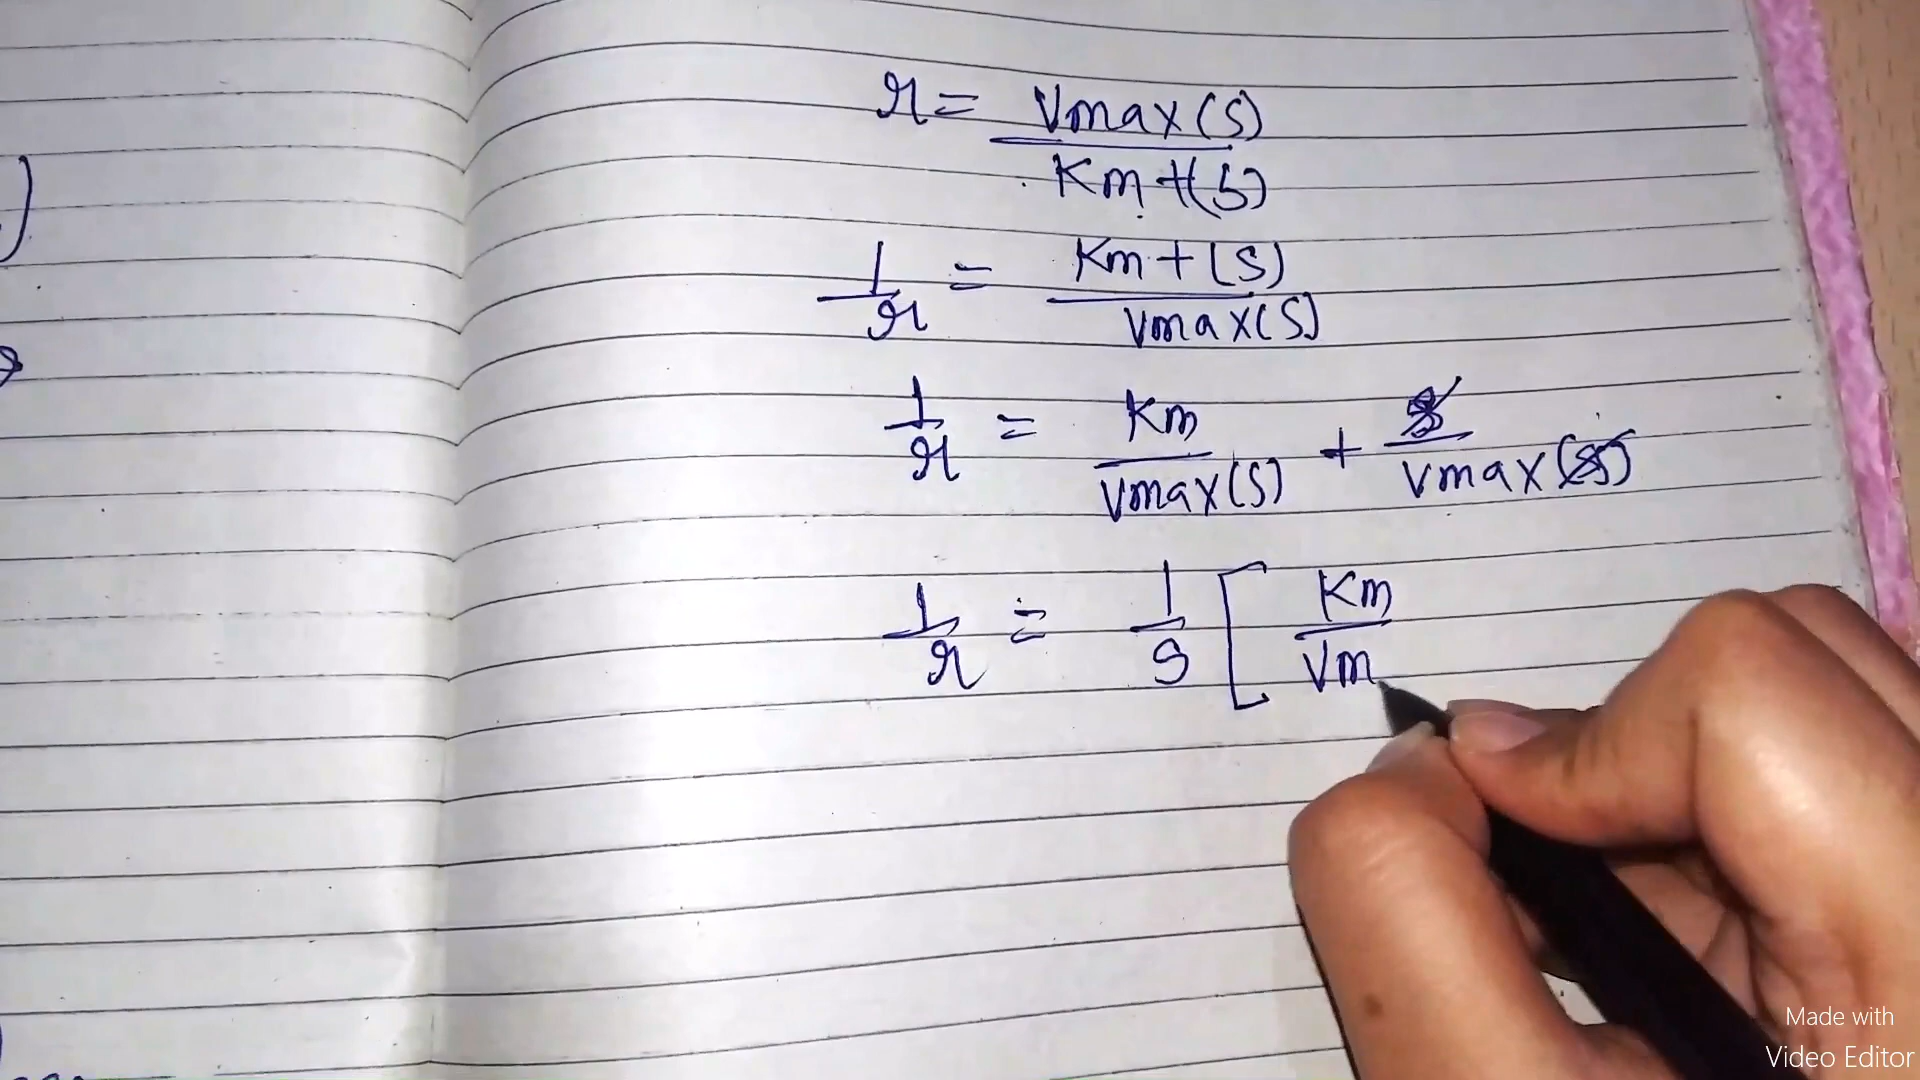 r = Vmax(S) / Km + (S)
1/r = Km + (S) / Vmax(S)
1/r = Km / Vmax(S) + S / Vmax(S)
1/r = 1/S [ Km / Vm
Made with
Video Editor